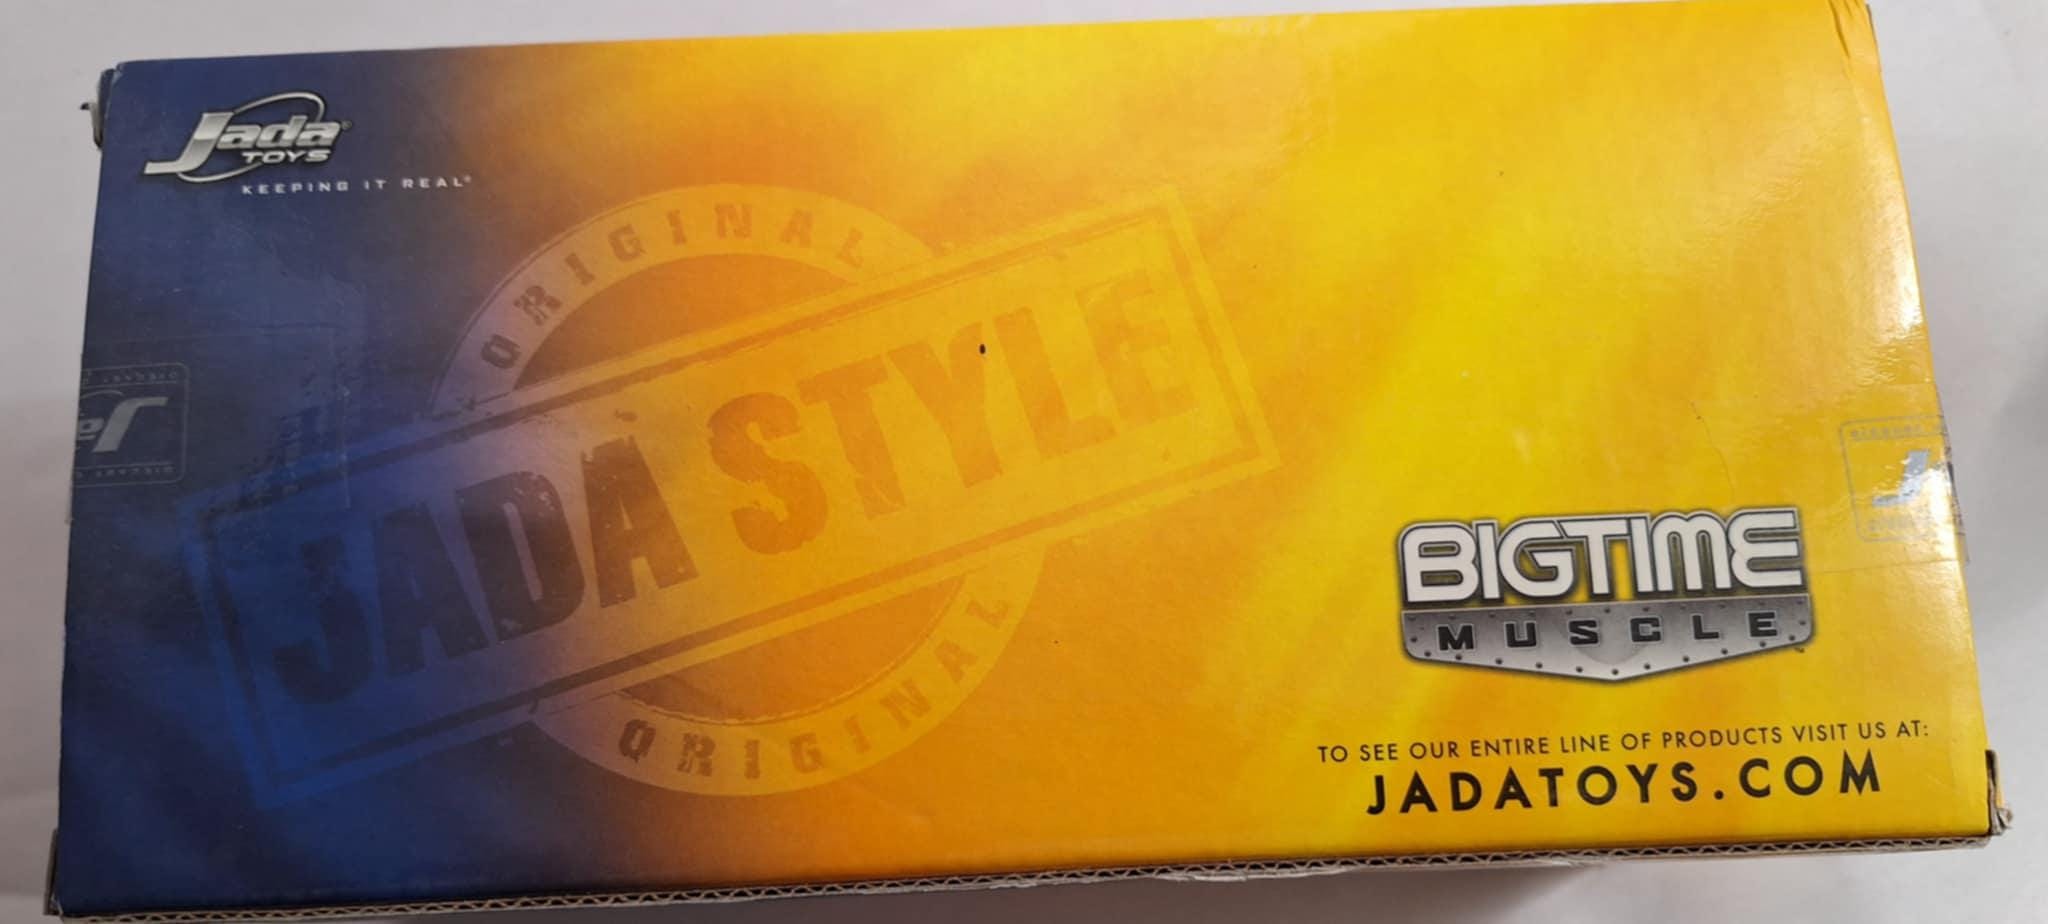 Jada®
TOYS
KEEPING IT REAL®
ORIGINAL
JADA STYLE
ORIGINAL
BIGTIME
MUSCLE
TO SEE OUR ENTIRE LINE OF PRODUCTS VISIT US AT:
JADATOYS.COM